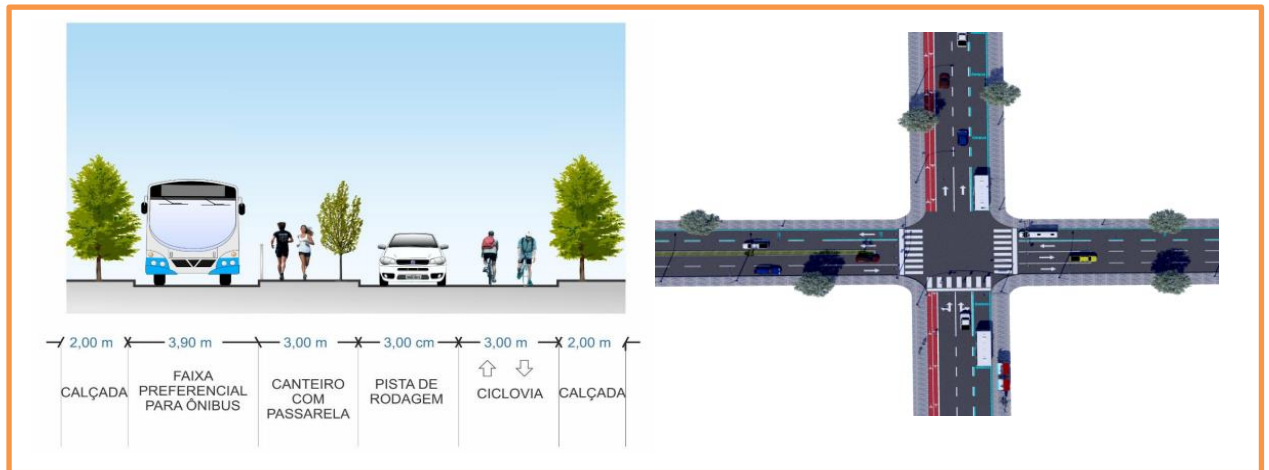 2,00 m 3,90 m 3,00 m 3,00 cm 3,00 m 2,00 m
CALÇADA
FAIXA
PREFERENCIAL
PARA ÔNIBUS
CANTEIRO
COM
PASSARELA
PISTA DE
RODAGEM
CICLOVIA
CALÇADA